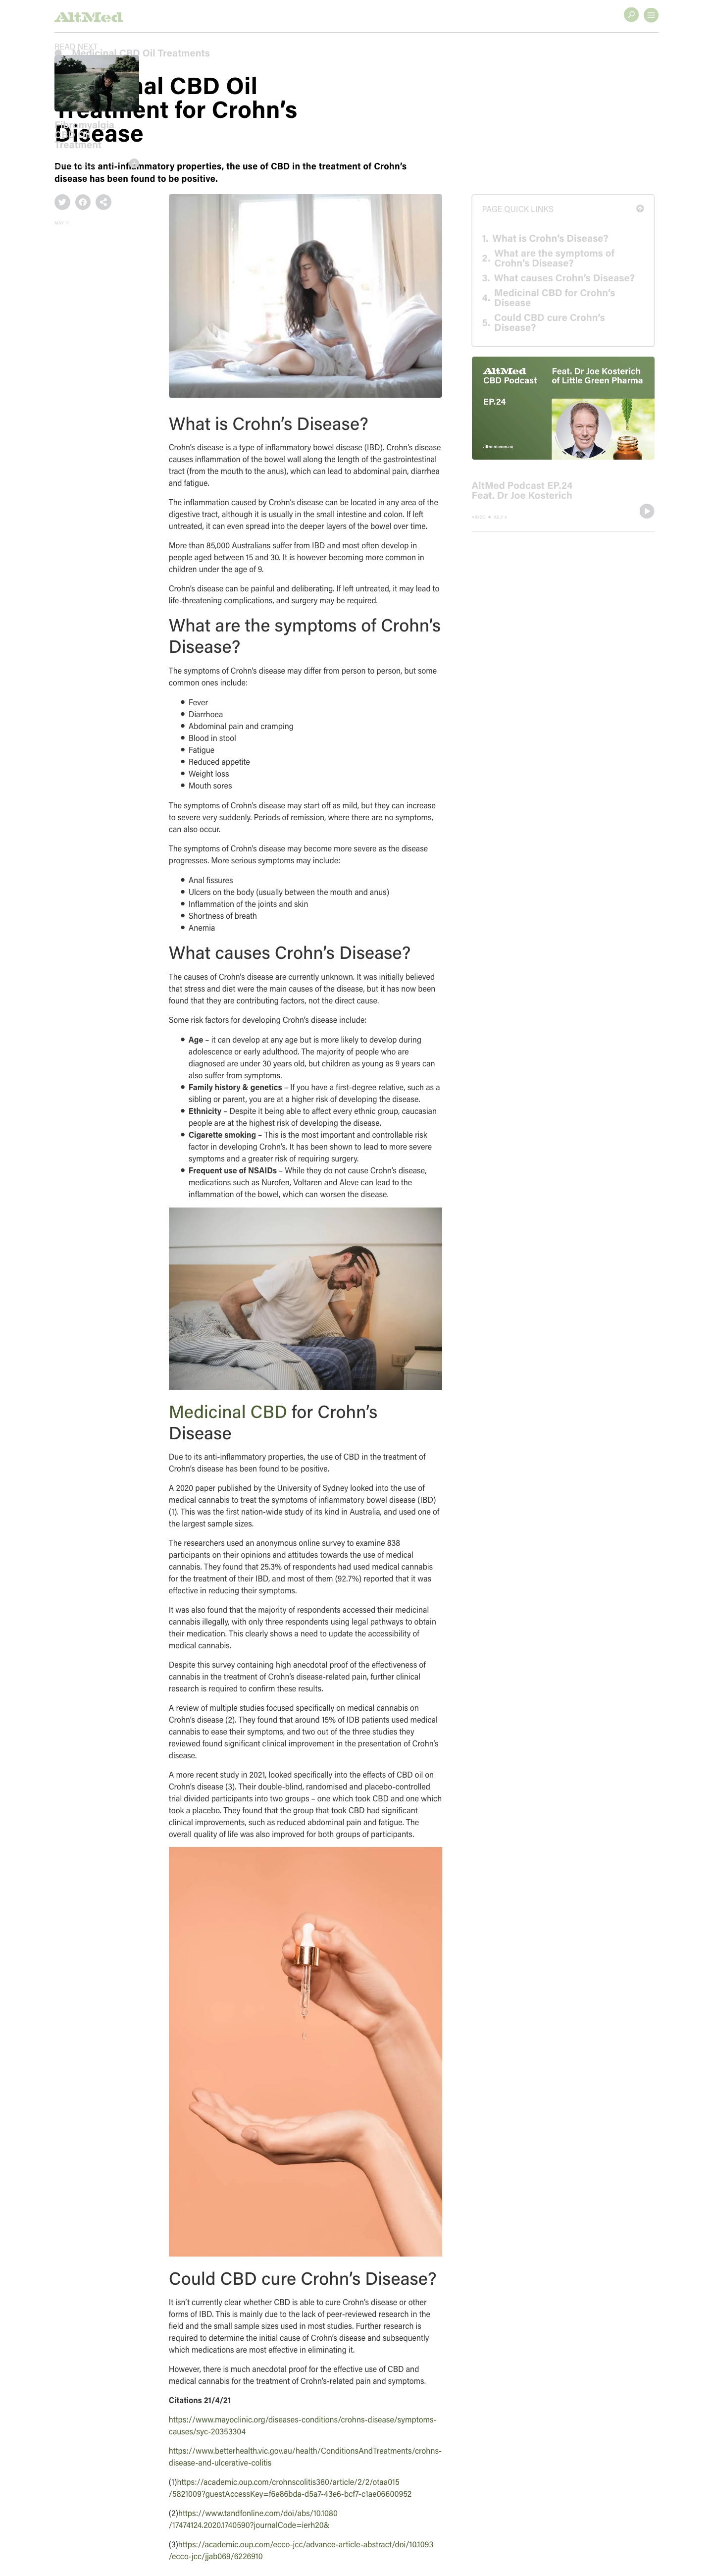 AltMed
READ NEXT
Medicinal CBD Oil Treatments
nal CBD Oil
Treatment for Crohn's
Disease
Fibromyalgia
Treatment
Due to its anti-inflammatory properties, the use of CBD in the treatment of Crohn's
disease has been found to be positive.
PAGE QUICK LINKS
1. What is Crohn's Disease?
2. What are the symptoms of
Crohn's Disease?
3. What causes Crohn's Disease?
4. Medicinal CBD for Crohn's
Disease
5. Could CBD cure Crohn's
Disease?
AltMed
CBD Podcast
Feat. Dr Joe Kosterich
of Little Green Pharma
EP.24
altmed.com.au
AltMed Podcast EP.24
Feat. Dr Joe Kosterich
What is Crohn's Disease?
Crohn's disease is a type of inflammatory bowel disease (IBD). Crohn's disease
causes inflammation of the bowel wall along the length of the gastrointestinal
tract (from the mouth to the anus), which can lead to abdominal pain, diarrhea
and fatigue.
The inflammation caused by Crohn's disease can be located in any area of the
digestive tract, although it is usually in the small intestine and colon. If left
untreated, it can even spread into the deeper layers of the bowel over time.
More than 85,000 Australians suffer from IBD and most often develop in
people aged between 15 and 30. It is however becoming more common in
children under the age of 9.
Crohn's disease can be painful and deliberating. If left untreated, it may lead to
life-threatening complications, and surgery may be required.
What are the symptoms of Crohn's
Disease?
The symptoms of Crohn's disease may differ from person to person, but some
common ones include:
Fever
Diarrhoea
Abdominal pain and cramping
Blood in stool
Fatigue
Reduced appetite
Weight loss
Mouth sores
The symptoms of Crohn's disease may start off as mild, but they can increase
to severe very suddenly. Periods of remission, where there are no symptoms,
can also occur.
The symptoms of Crohn's disease may become more severe as the disease
progresses. More serious symptoms may include:
Anal fissures
Ulcers on the body (usually between the mouth and anus)
Inflammation of the joints and skin
Shortness of breath
Anemia
What causes Crohn's Disease?
The causes of Crohn's disease are currently unknown. It was initially believed
that stress and diet were the main causes of the disease, but it has now been
found that they are contributing factors, not the direct cause.
Some risk factors for developing Crohn's disease include:
Age – it can develop at any age but is more likely to develop during
adolescence or early adulthood. The majority of people who are
diagnosed are under 30 years old, but children as young as 9 years can
also suffer from symptoms.
Family history & genetics – If you have a first-degree relative, such as a
sibling or parent, you are at a higher risk of developing the disease.
Ethnicity – Despite it being able to affect every ethnic group, caucasian
people are at the highest risk of developing the disease.
Cigarette smoking – This is the most important and controllable risk
factor in developing Crohn's. It has been shown to lead to more severe
symptoms and a greater risk of requiring surgery.
Frequent use of NSAIDs – While they do not cause Crohn's disease,
medications such as Nurofen, Voltaren and Aleve can lead to the
inflammation of the bowel, which can worsen the disease.
Medicinal CBD for Crohn's
Disease
Due to its anti-inflammatory properties, the use of CBD in the treatment of
Crohn's disease has been found to be positive.
A 2020 paper published by the University of Sydney looked into the use of
medical cannabis to treat the symptoms of inflammatory bowel disease (IBD)
(1). This was the first nation-wide study of its kind in Australia, and used one of
the largest sample sizes.
The researchers used an anonymous online survey to examine 838
participants on their opinions and attitudes towards the use of medical
cannabis. They found that 25.3% of respondents had used medical cannabis
for the treatment of their IBD, and most of them (92.7%) reported that it was
effective in reducing their symptoms.
It was also found that the majority of respondents accessed their medicinal
cannabis illegally, with only three respondents using legal pathways to obtain
their medication. This clearly shows a need to update the accessibility of
medical cannabis.
Despite this survey containing high anecdotal proof of the effectiveness of
cannabis in the treatment of Crohn's disease-related pain, further clinical
research is required to confirm these results.
A review of multiple studies focused specifically on medical cannabis on
Crohn's disease (2). They found that around 15% of IDB patients used medical
cannabis to ease their symptoms, and two out of the three studies they
reviewed found significant clinical improvement in the presentation of Crohn's
disease.
A more recent study in 2021, looked specifically into the effects of CBD oil on
Crohn's disease (3). Their double-blind, randomised and placebo-controlled
trial divided participants into two groups – one which took CBD and one which
took a placebo. They found that the group that took CBD had significant
clinical improvements, such as reduced abdominal pain and fatigue. The
overall quality of life was also improved for both groups of participants.
Could CBD cure Crohn's Disease?
It isn't currently clear whether CBD is able to cure Crohn's disease or other
forms of IBD. This is mainly due to the lack of peer-reviewed research in the
field and the small sample sizes used in most studies. Further research is
required to determine the initial cause of Crohn's disease and subsequently
which medications are most effective in eliminating it.
However, there is much anecdotal proof for the effective use of CBD and
medical cannabis for the treatment of Crohn's-related pain and symptoms.
Citations 21/4/21
https://www.mayoclinic.org/diseases-conditions/crohns-disease/symptoms-
causes/syc-20353304
https://www.betterhealth.vic.gov.au/health/ConditionsAndTreatments/crohns-
disease-and-ulcerative-colitis
(1)https://academic.oup.com/crohnscolitis360/article/2/2/otaa015
/5821009?guestAccessKey=f6e86bda-d5a7-43e6-bcf7-c1ae06600952
(2)https://www.tandfonline.com/doi/abs/10.1080
/17474124.2020.1740590?journalCode=ierh20&
(3)https://academic.oup.com/ecco-jcc/advance-article-abstract/doi/10.1093
/ecco-jcc/jjab069/6226910